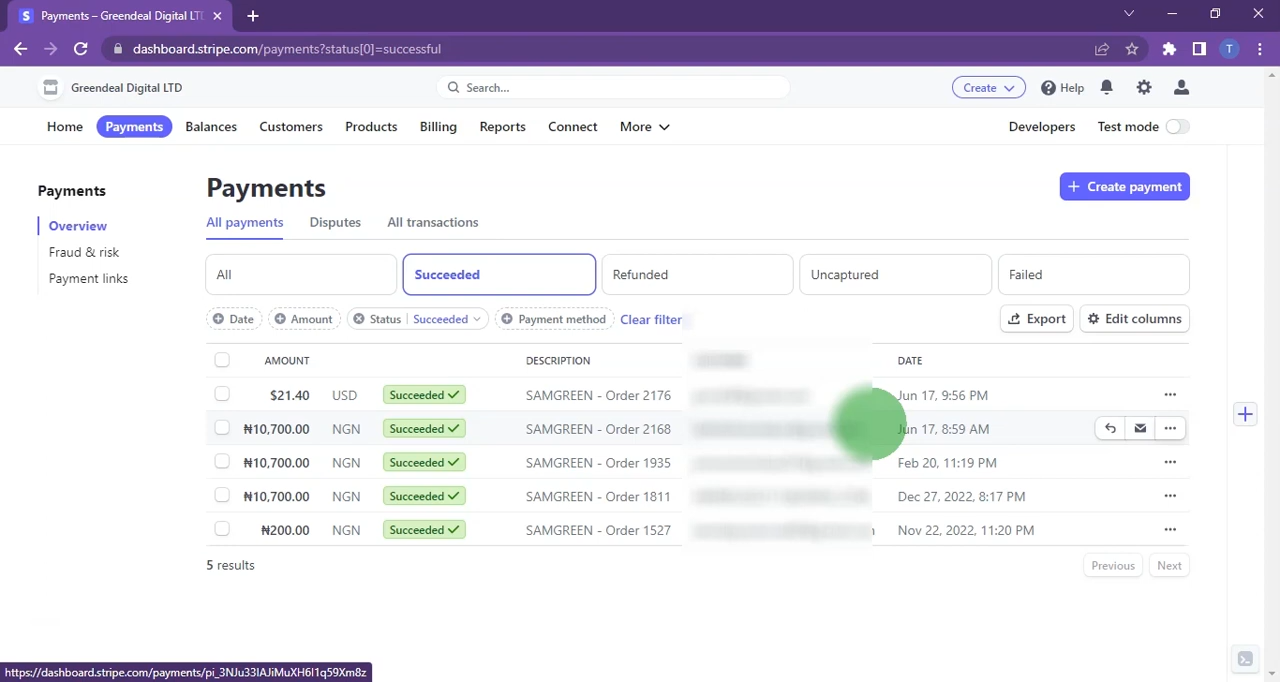 Payments – Greendeal Digital LT
dashboard.stripe.com/payments?status[0]=successful
T
Greendeal Digital LTD
Search...
Create
Help
Home Payments Balances Customers Products Billing Reports Connect More
Developers Test mode
Payments
Overview
Fraud & risk
Payment links
Payments
+ Create payment
All payments Disputes All transactions
All Succeeded Refunded Uncaptured Failed
Date Amount Status Succeeded Payment method Clear filter
Export Edit columns
AMOUNT DESCRIPTION DATE
$21.40 USD Succeeded SAMGREEN - Order 2176 Jun 17, 9:56 PM
₦10,700.00 NGN Succeeded SAMGREEN - Order 2168 Jun 17, 8:59 AM
₦10,700.00 NGN Succeeded SAMGREEN - Order 1935 Feb 20, 11:19 PM
₦10,700.00 NGN Succeeded SAMGREEN - Order 1811 Dec 27, 2022, 8:17 PM
₦200.00 NGN Succeeded SAMGREEN - Order 1527 Nov 22, 2022, 11:20 PM
5 results
Previous Next
https://dashboard.stripe.com/payments/pi_3NJu33IAJiMuXH6I1q59Xm8z